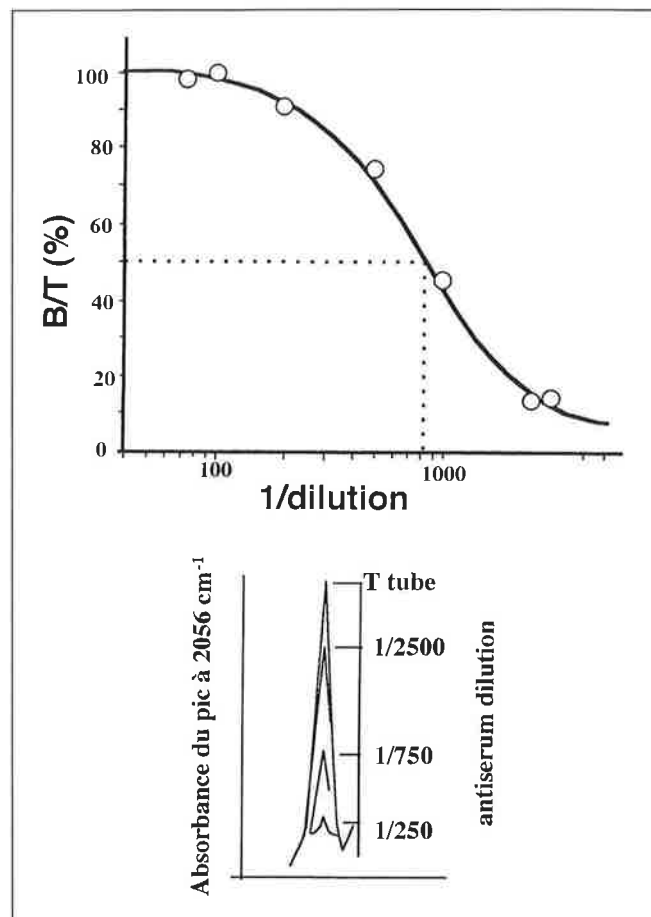 100
80
60
40
20
0
B/T (%)
100 1000
1/dilution
Absorbance du pic à 2056 cm⁻¹
T tube
1/2500
1/750
1/250
antiserum dilution